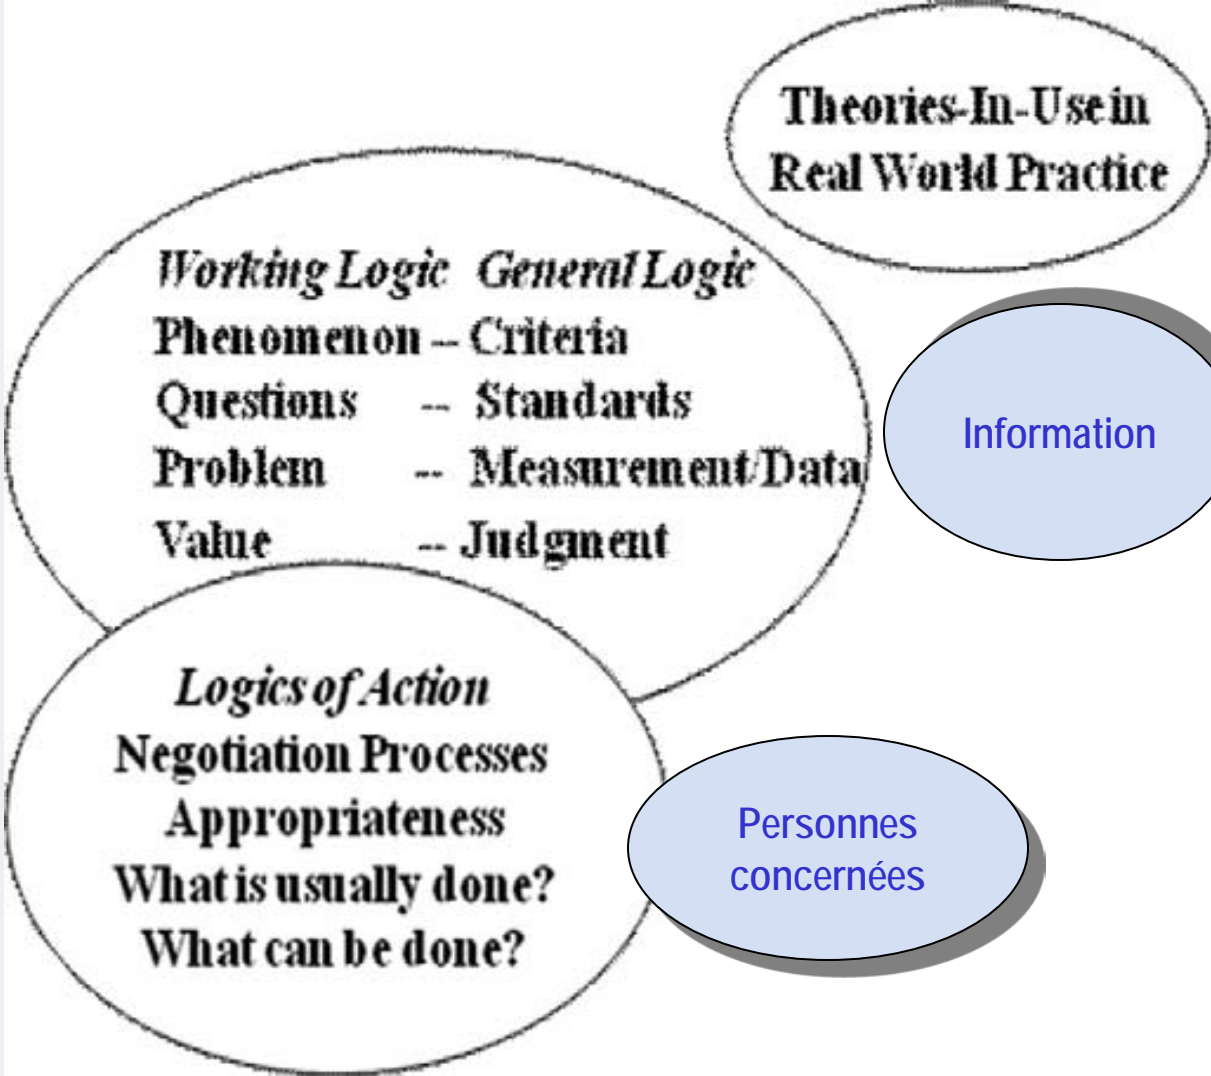 Theories-In-Use in
Real World Practice
Working Logic General Logic
Phenomenon -- Criteria
Questions -- Standards
Problem -- Measurement/Data
Value -- Judgment
Information
Logics of Action
Negotiation Processes
Appropriateness
What is usually done?
What can be done?
Personnes
concernées